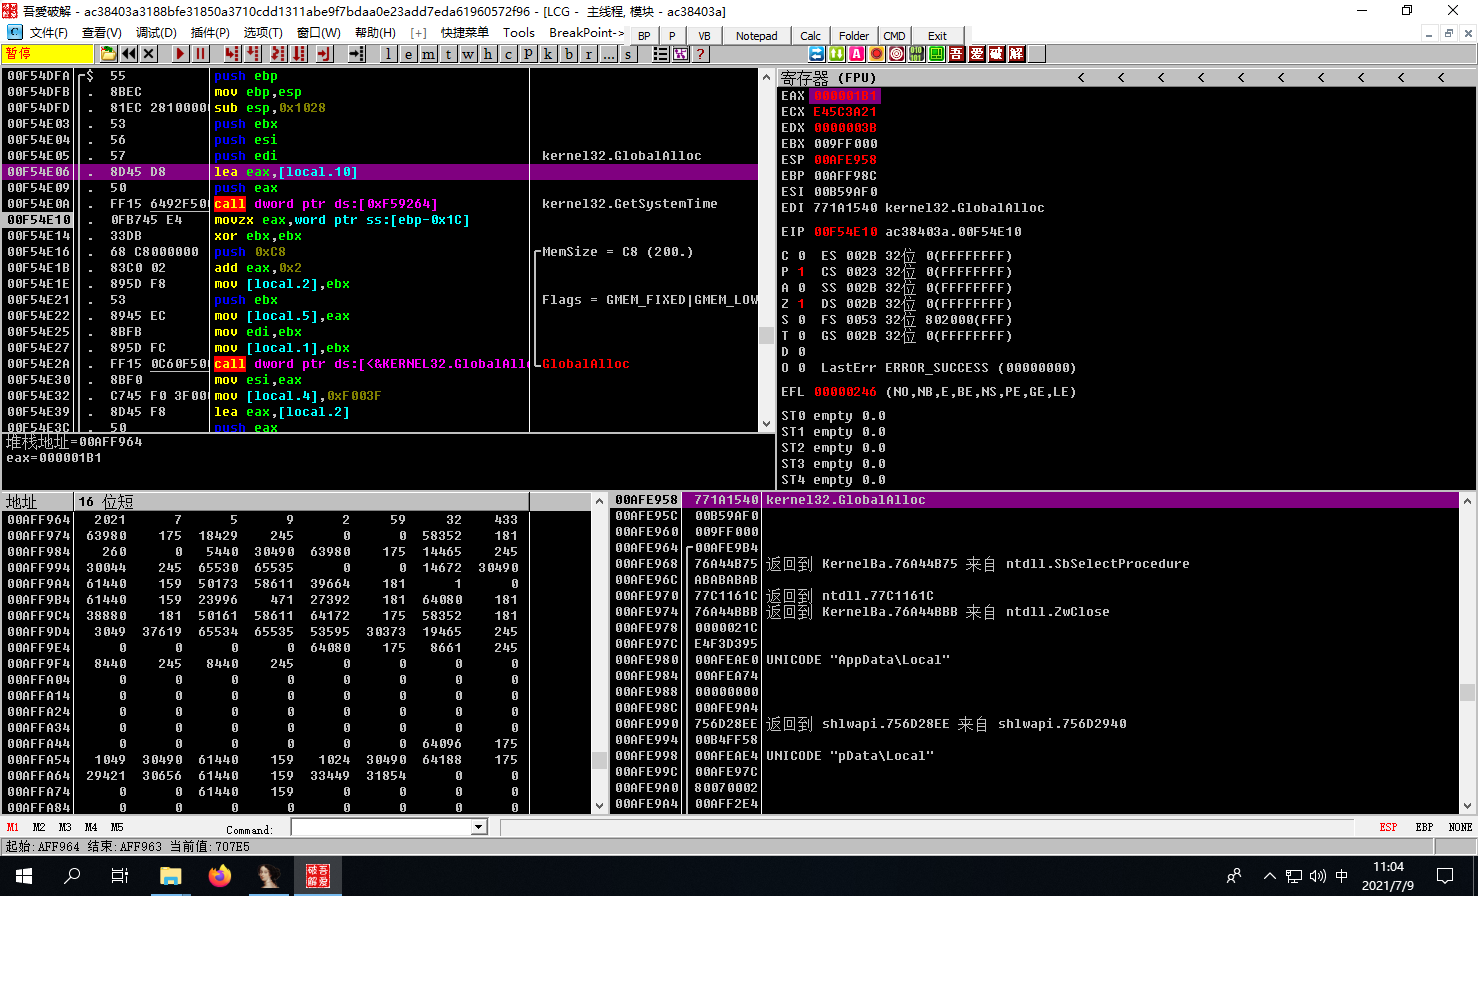 吾愛破解 - ac38403a3188bfe31850a3710cdd1311abe9f7bdaa0e23add7eda61960572f96 - [LCG - 主线程, 模块 - ac38403a]
文件(F) 查看(V) 调试(D) 插件(P) 选项(T) 窗口(W) 帮助(H) [+] 快捷菜单 Tools BreakPoint-> BP P VB Notepad Calc Folder CMD Exit
暂停 l e m t w h c p k b r ... s ?
00F54DFA $ 55 push ebp
00F54DFB . 8BEC mov ebp,esp
00F54DFD . 81EC 28100000 sub esp,0x1028
00F54E03 . 53 push ebx
00F54E04 . 56 push esi
00F54E05 . 57 push edi kernel32.GlobalAlloc
00F54E06 . 8D45 D8 lea eax,[local.10]
00F54E09 . 50 push eax
00F54E0A . FF15 6492F500 call dword ptr ds:[0xF59264] kernel32.GetSystemTime
00F54E10 . 0FB745 E4 movzx eax,word ptr ss:[ebp-0x1C]
00F54E14 . 33DB xor ebx,ebx
00F54E16 . 68 C8000000 push 0xC8 MemSize = C8 (200.)
00F54E1B . 83C0 02 add eax,0x2
00F54E1E . 895D F8 mov [local.2],ebx
00F54E21 . 53 push ebx Flags = GMEM_FIXED|GMEM_LOW
00F54E22 . 8945 EC mov [local.5],eax
00F54E25 . 8BFB mov edi,ebx
00F54E27 . 895D FC mov [local.1],ebx
00F54E2A . FF15 0C60F500 call dword ptr ds:[<&KERNEL32.GlobalAll GlobalAlloc
00F54E30 . 8BF0 mov esi,eax
00F54E32 . C745 F0 3F00 mov [local.4],0xF003F
00F54E39 . 8D45 F8 lea eax,[local.2]
00F54E3C . 50 push eax
堆栈地址=00AFF964
eax=000001B1
寄存器 (FPU) < < < < < < < < < <
EAX 000001B1
ECX E45C3A21
EDX 0000003B
EBX 009FF000
ESP 00AFE958
EBP 00AFF98C
ESI 00B59AF0
EDI 771A1540 kernel32.GlobalAlloc
EIP 00F54E10 ac38403a.00F54E10
C 0 ES 002B 32位 0(FFFFFFFF)
P 1 CS 0023 32位 0(FFFFFFFF)
A 0 SS 002B 32位 0(FFFFFFFF)
Z 1 DS 002B 32位 0(FFFFFFFF)
S 0 FS 0053 32位 802000(FFF)
T 0 GS 002B 32位 0(FFFFFFFF)
D 0
O 0 LastErr ERROR_SUCCESS (00000000)
EFL 00000246 (NO,NB,E,BE,NS,PE,GE,LE)
ST0 empty 0.0
ST1 empty 0.0
ST2 empty 0.0
ST3 empty 0.0
ST4 empty 0.0
地址 16 位短
00AFF964 2021 7 5 9 2 59 32 433
00AFF974 63980 175 18429 245 0 0 58352 181
00AFF984 260 0 5440 30490 63980 175 14465 245
00AFF994 30044 245 65530 65535 0 0 14672 30490
00AFF9A4 61440 159 50173 58611 39664 181 1 0
00AFF9B4 61440 159 23996 471 27392 181 64080 181
00AFF9C4 38880 181 50161 58611 64172 175 58352 181
00AFF9D4 3049 37619 65534 65535 53595 30373 19465 245
00AFF9E4 0 0 0 0 64080 175 8661 245
00AFF9F4 8440 245 8440 245 0 0 0 0
00AFFA04 0 0 0 0 0 0 0 0
00AFFA14 0 0 0 0 0 0 0 0
00AFFA24 0 0 0 0 0 0 0 0
00AFFA34 0 0 0 0 0 0 0 0
00AFFA44 0 0 0 0 0 0 64096 175
00AFFA54 1049 30490 61440 159 1024 30490 64188 175
00AFFA64 29421 30656 61440 159 33449 31854 0 0
00AFFA74 0 0 61440 159 0 0 0 0
00AFFA84 0 0 0 0 0 0 0 0
00AFE958 771A1540 kernel32.GlobalAlloc
00AFE95C 00B59AF0
00AFE960 009FF000
00AFE964 00AFE9B4
00AFE968 76A44B75 返回到 KernelBa.76A44B75 来自 ntdll.SbSelectProcedure
00AFE96C ABABABAB
00AFE970 77C1161C 返回到 ntdll.77C1161C
00AFE974 76A44BBB 返回到 KernelBa.76A44BBB 来自 ntdll.ZwClose
00AFE978 0000021C
00AFE97C E4F3D395
00AFE980 00AFEAE0 UNICODE "AppData\Local"
00AFE984 00AFEA74
00AFE988 00000000
00AFE98C 00AFE9A4
00AFE990 756D28EE 返回到 shlwapi.756D28EE 来自 shlwapi.756D2940
00AFE994 00B4FF58
00AFE998 00AFEAE4 UNICODE "pData\Local"
00AFE99C 00AFE97C
00AFE9A0 80070002
00AFE9A4 00AFF2E4
M1 M2 M3 M4 M5 Command: ESP EBP NONE
起始:AFF964 结束:AFF963 当前值:707E5
中 11:04
2021/7/9